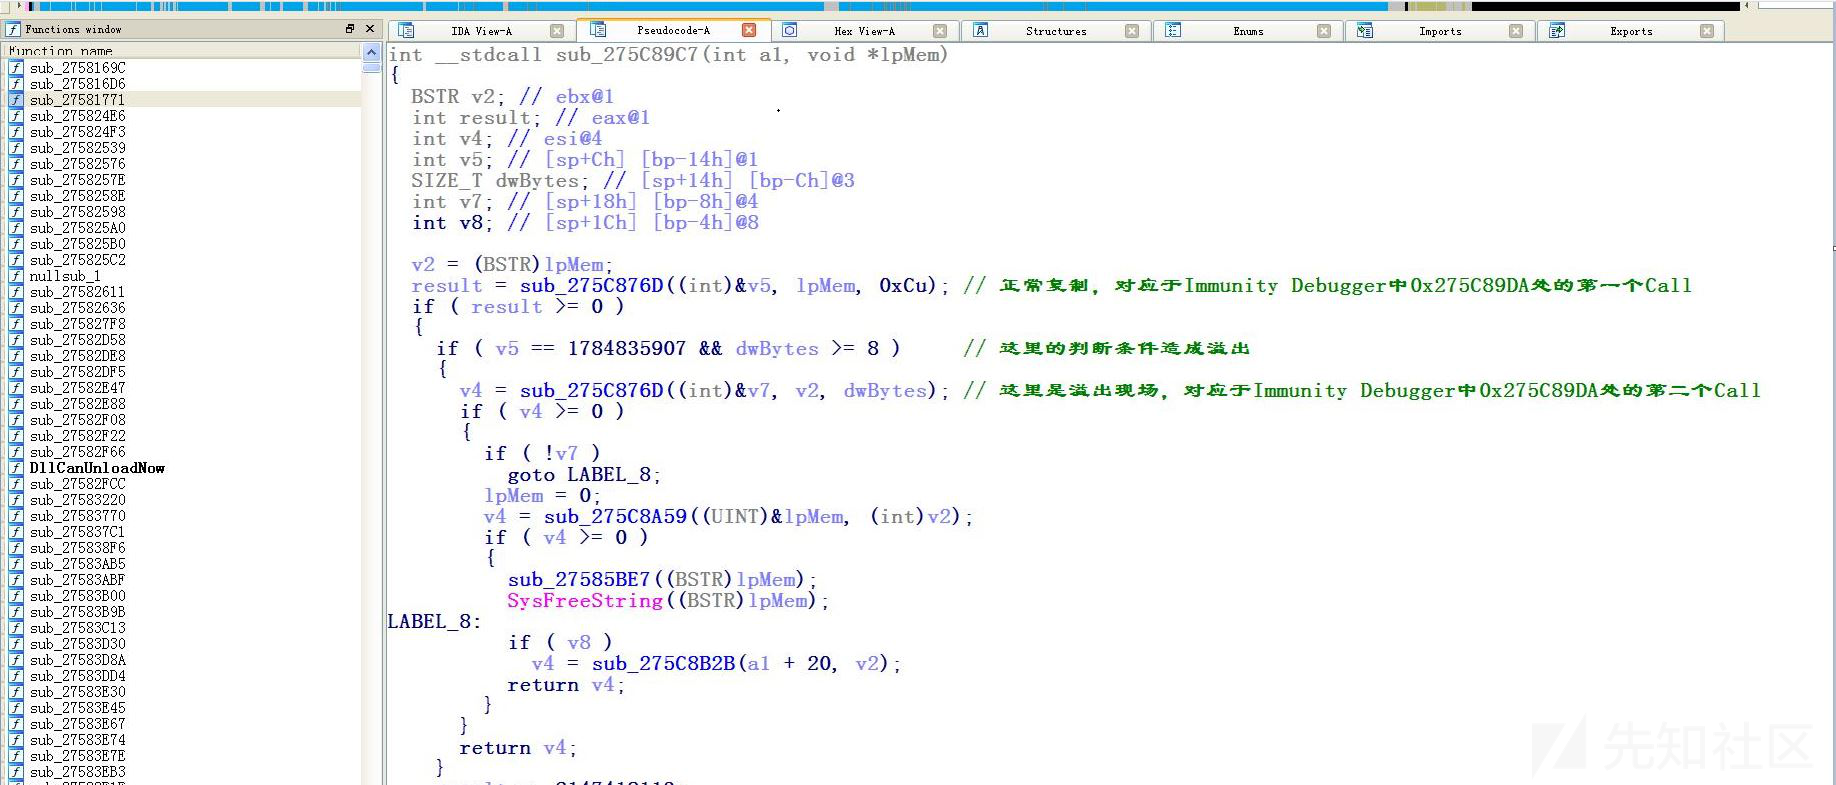 Functions window
Function name
sub_2758169C
sub_275816D6
sub_27581771
sub_275824E6
sub_275824F3
sub_27582539
sub_27582576
sub_2758257E
sub_2758258E
sub_27582598
sub_275825A0
sub_275825B0
sub_275825C2
nullsub_1
sub_27582611
sub_27582636
sub_275827F8
sub_27582D58
sub_27582DE8
sub_27582DF5
sub_27582E47
sub_27582E88
sub_27582F08
sub_27582F22
sub_27582F66
DllCanUnloadNow
sub_27582FCC
sub_27583220
sub_27583770
sub_275837C1
sub_275838F6
sub_27583AB5
sub_27583ABF
sub_27583B00
sub_27583B9B
sub_27583C13
sub_27583D30
sub_27583D8A
sub_27583DD4
sub_27583E30
sub_27583E45
sub_27583E67
sub_27583E74
sub_27583E7E
sub_27583EB3
IDA View-A
Pseudocode-A
Hex View-A
Structures
Enums
Imports
Exports
int __stdcall sub_275C89C7(int a1, void *lpMem)
{
BSTR v2; // ebx@1
int result; // eax@1
int v4; // esi@4
int v5; // [sp+Ch] [bp-14h]@1
SIZE_T dwBytes; // [sp+14h] [bp-Ch]@3
int v7; // [sp+18h] [bp-8h]@4
int v8; // [sp+1Ch] [bp-4h]@8
v2 = (BSTR)lpMem;
result = sub_275C876D((int)&v5, lpMem, 0xCu); // 正常复制，对应于Immunity Debugger中0x275C89DA处的第一个Call
if ( result >= 0 )
{
if ( v5 == 1784835907 && dwBytes >= 8 ) // 这里的判断条件造成溢出
{
v4 = sub_275C876D((int)&v7, v2, dwBytes); // 这里是溢出现场，对应于Immunity Debugger中0x275C89DA处的第二个Call
if ( v4 >= 0 )
{
if ( !v7 )
goto LABEL_8;
lpMem = 0;
v4 = sub_275C8A59((UINT)&lpMem, (int)v2);
if ( v4 >= 0 )
{
sub_27585BE7((BSTR)lpMem);
SysFreeString((BSTR)lpMem);
LABEL_8:
if ( v8 )
v4 = sub_275C8B2B(a1 + 20, v2);
return v4;
}
}
return v4;
}
先知社区